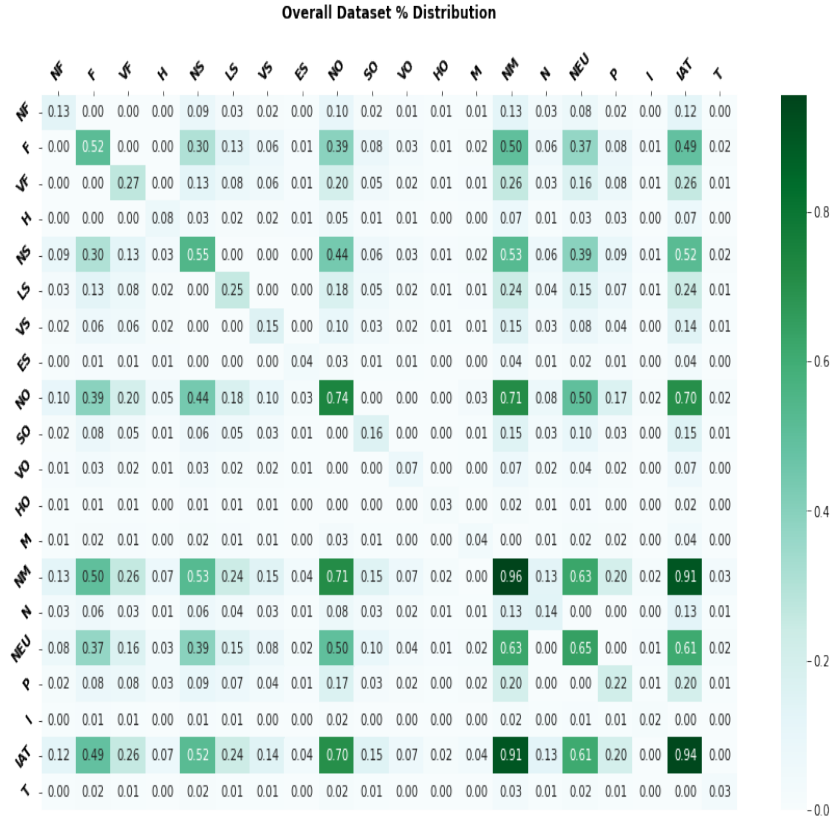 Overall Dataset % Distribution
NF F VF H NS LS VS ES NO SO VO HO M NM N NEU P I IAT T
NF 0.13 0.00 0.00 0.00 0.09 0.03 0.02 0.00 0.10 0.02 0.01 0.01 0.01 0.13 0.03 0.08 0.02 0.00 0.12 0.00
F 0.00 0.52 0.00 0.00 0.30 0.13 0.06 0.01 0.39 0.08 0.03 0.01 0.02 0.50 0.06 0.37 0.08 0.01 0.49 0.02
VF 0.00 0.00 0.27 0.00 0.13 0.08 0.06 0.01 0.20 0.05 0.02 0.01 0.01 0.26 0.03 0.16 0.08 0.01 0.26 0.01
H 0.00 0.00 0.00 0.08 0.03 0.02 0.02 0.01 0.05 0.01 0.01 0.00 0.00 0.07 0.01 0.03 0.03 0.00 0.07 0.00
0.8
NS 0.09 0.30 0.13 0.03 0.55 0.00 0.00 0.00 0.44 0.06 0.03 0.01 0.02 0.53 0.06 0.39 0.09 0.01 0.52 0.02
LS 0.03 0.13 0.08 0.02 0.00 0.25 0.00 0.00 0.18 0.05 0.02 0.01 0.01 0.24 0.04 0.15 0.07 0.01 0.24 0.01
VS 0.02 0.06 0.06 0.02 0.00 0.00 0.15 0.00 0.10 0.03 0.02 0.01 0.01 0.15 0.03 0.08 0.04 0.00 0.14 0.01
0.6
ES 0.00 0.01 0.01 0.01 0.00 0.00 0.00 0.04 0.03 0.01 0.01 0.00 0.00 0.04 0.01 0.02 0.01 0.00 0.04 0.00
NO 0.10 0.39 0.20 0.05 0.44 0.18 0.10 0.03 0.74 0.00 0.00 0.00 0.03 0.71 0.08 0.50 0.17 0.02 0.70 0.02
SO 0.02 0.08 0.05 0.01 0.06 0.05 0.03 0.01 0.00 0.16 0.00 0.00 0.01 0.15 0.03 0.10 0.03 0.00 0.15 0.01
VO 0.01 0.03 0.02 0.01 0.03 0.02 0.02 0.01 0.00 0.00 0.07 0.00 0.00 0.07 0.02 0.04 0.02 0.00 0.07 0.00
HO 0.01 0.01 0.01 0.00 0.01 0.01 0.01 0.00 0.00 0.00 0.00 0.03 0.00 0.02 0.01 0.01 0.00 0.00 0.02 0.00
0.4
M 0.01 0.02 0.01 0.00 0.02 0.01 0.01 0.00 0.03 0.01 0.00 0.00 0.04 0.00 0.01 0.02 0.02 0.00 0.04 0.00
NM 0.13 0.50 0.26 0.07 0.53 0.24 0.15 0.04 0.71 0.15 0.07 0.02 0.00 0.96 0.13 0.63 0.20 0.02 0.91 0.03
N 0.03 0.06 0.03 0.01 0.06 0.04 0.03 0.01 0.08 0.03 0.02 0.01 0.01 0.13 0.14 0.00 0.00 0.00 0.13 0.01
NEU 0.08 0.37 0.16 0.03 0.39 0.15 0.08 0.02 0.50 0.10 0.04 0.01 0.02 0.63 0.00 0.65 0.00 0.01 0.61 0.02
0.2
P 0.02 0.08 0.08 0.03 0.09 0.07 0.04 0.01 0.17 0.03 0.02 0.00 0.02 0.20 0.00 0.00 0.22 0.01 0.20 0.01
I 0.00 0.01 0.01 0.00 0.01 0.01 0.00 0.00 0.02 0.00 0.00 0.00 0.00 0.02 0.00 0.01 0.01 0.02 0.00 0.00
IAT 0.12 0.49 0.26 0.07 0.52 0.24 0.14 0.04 0.70 0.15 0.07 0.02 0.04 0.91 0.13 0.61 0.20 0.00 0.94 0.00
T 0.00 0.02 0.01 0.00 0.02 0.01 0.01 0.00 0.02 0.01 0.00 0.00 0.00 0.03 0.01 0.02 0.01 0.00 0.00 0.03
0.0